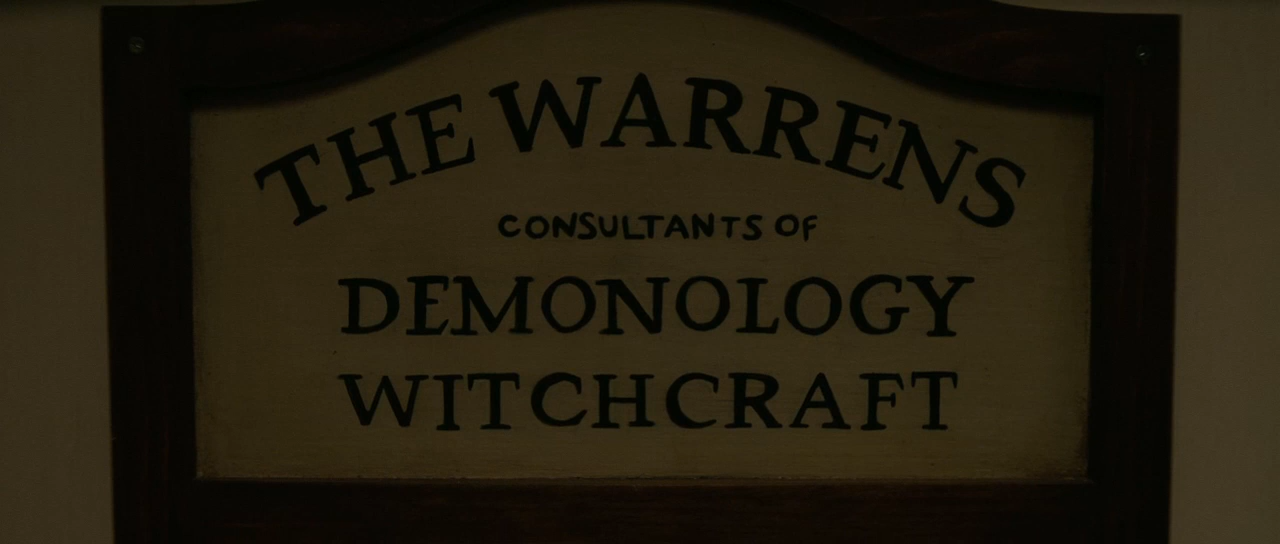 THE WARRENS
CONSULTANTS OF
DEMONOLOGY
WITCHCRAFT